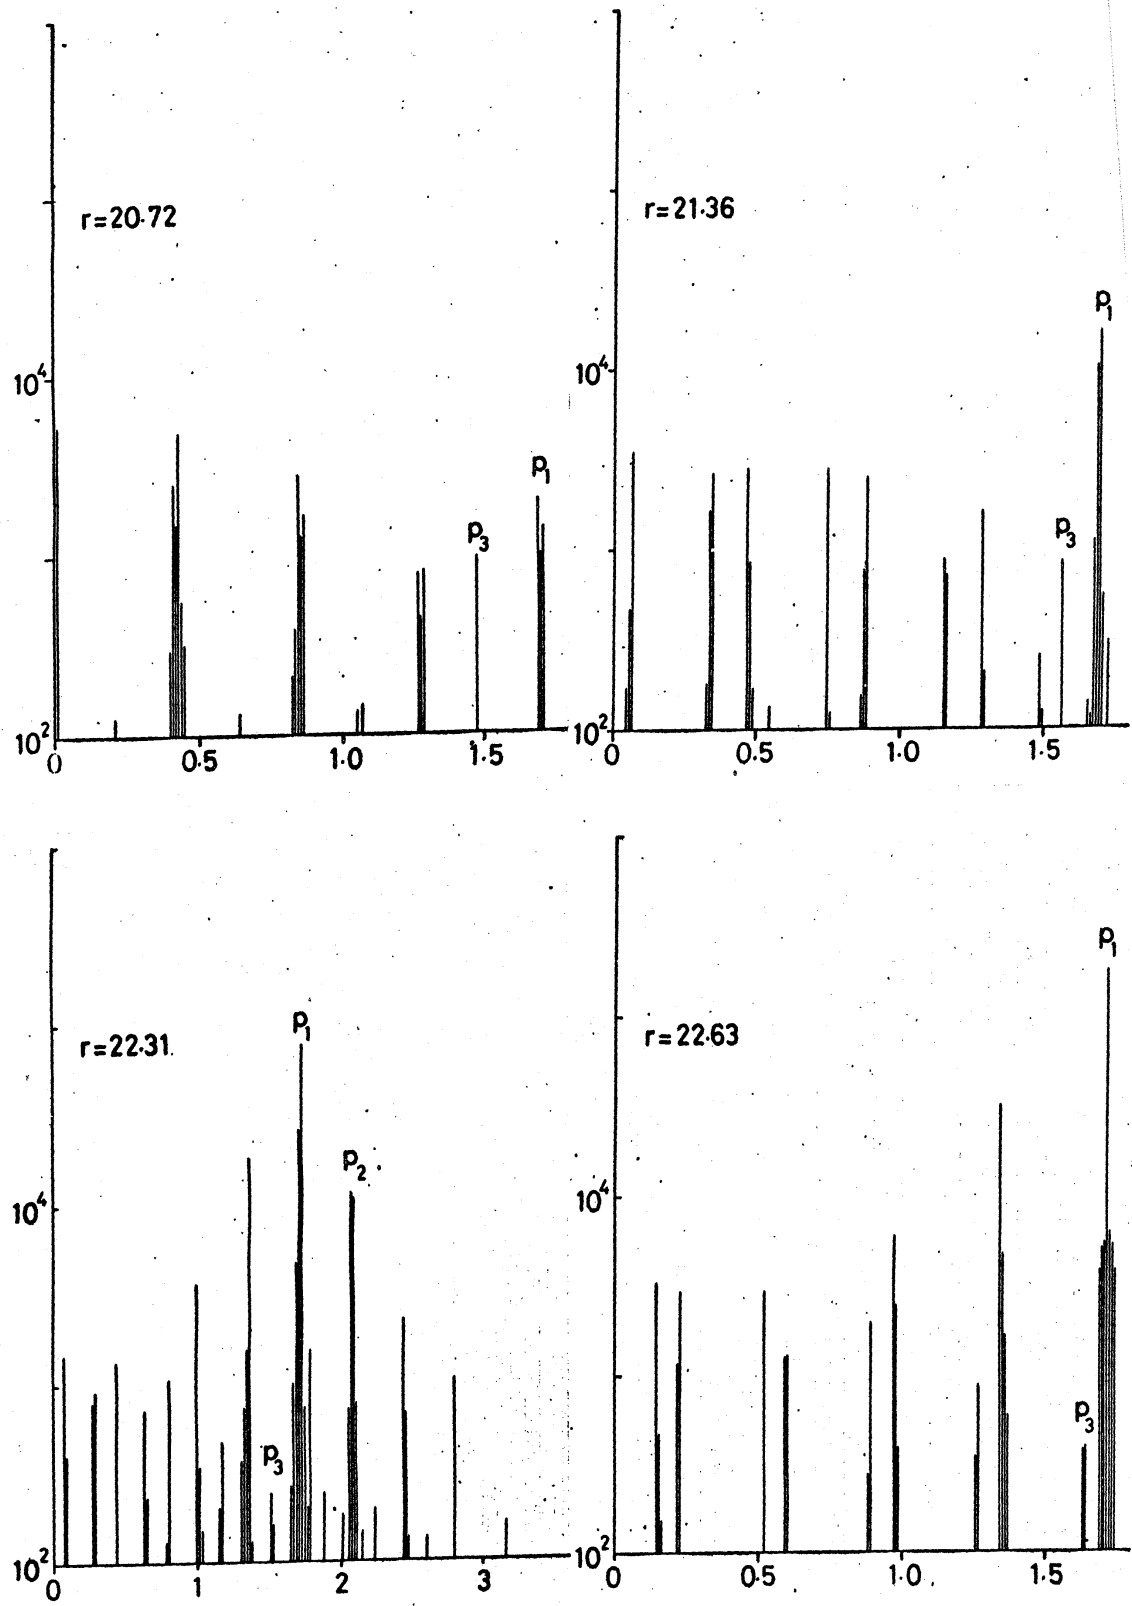 r=20·72
10⁴
p₁
p₃
10²
0 0·5 1·0 1·5
r=21·36
p₁
10⁴
p₃
10²
0 0·5 1·0 1·5
p₁
r=22·31
p₂
10⁴
p₃
10²
0 1 2 3
p₁
r=22·63
10⁴
p₃
10²
0 0·5 1·0 1·5